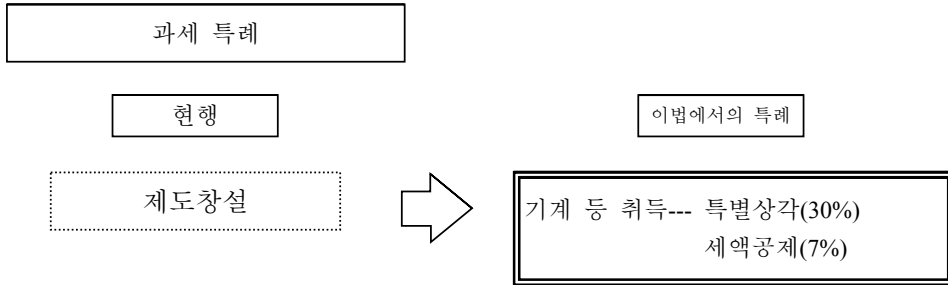 과세 특례
현행
이법에서의 특례
제도창설
기계 등 취득--- 특별상각(30%)
세액공제(7%)